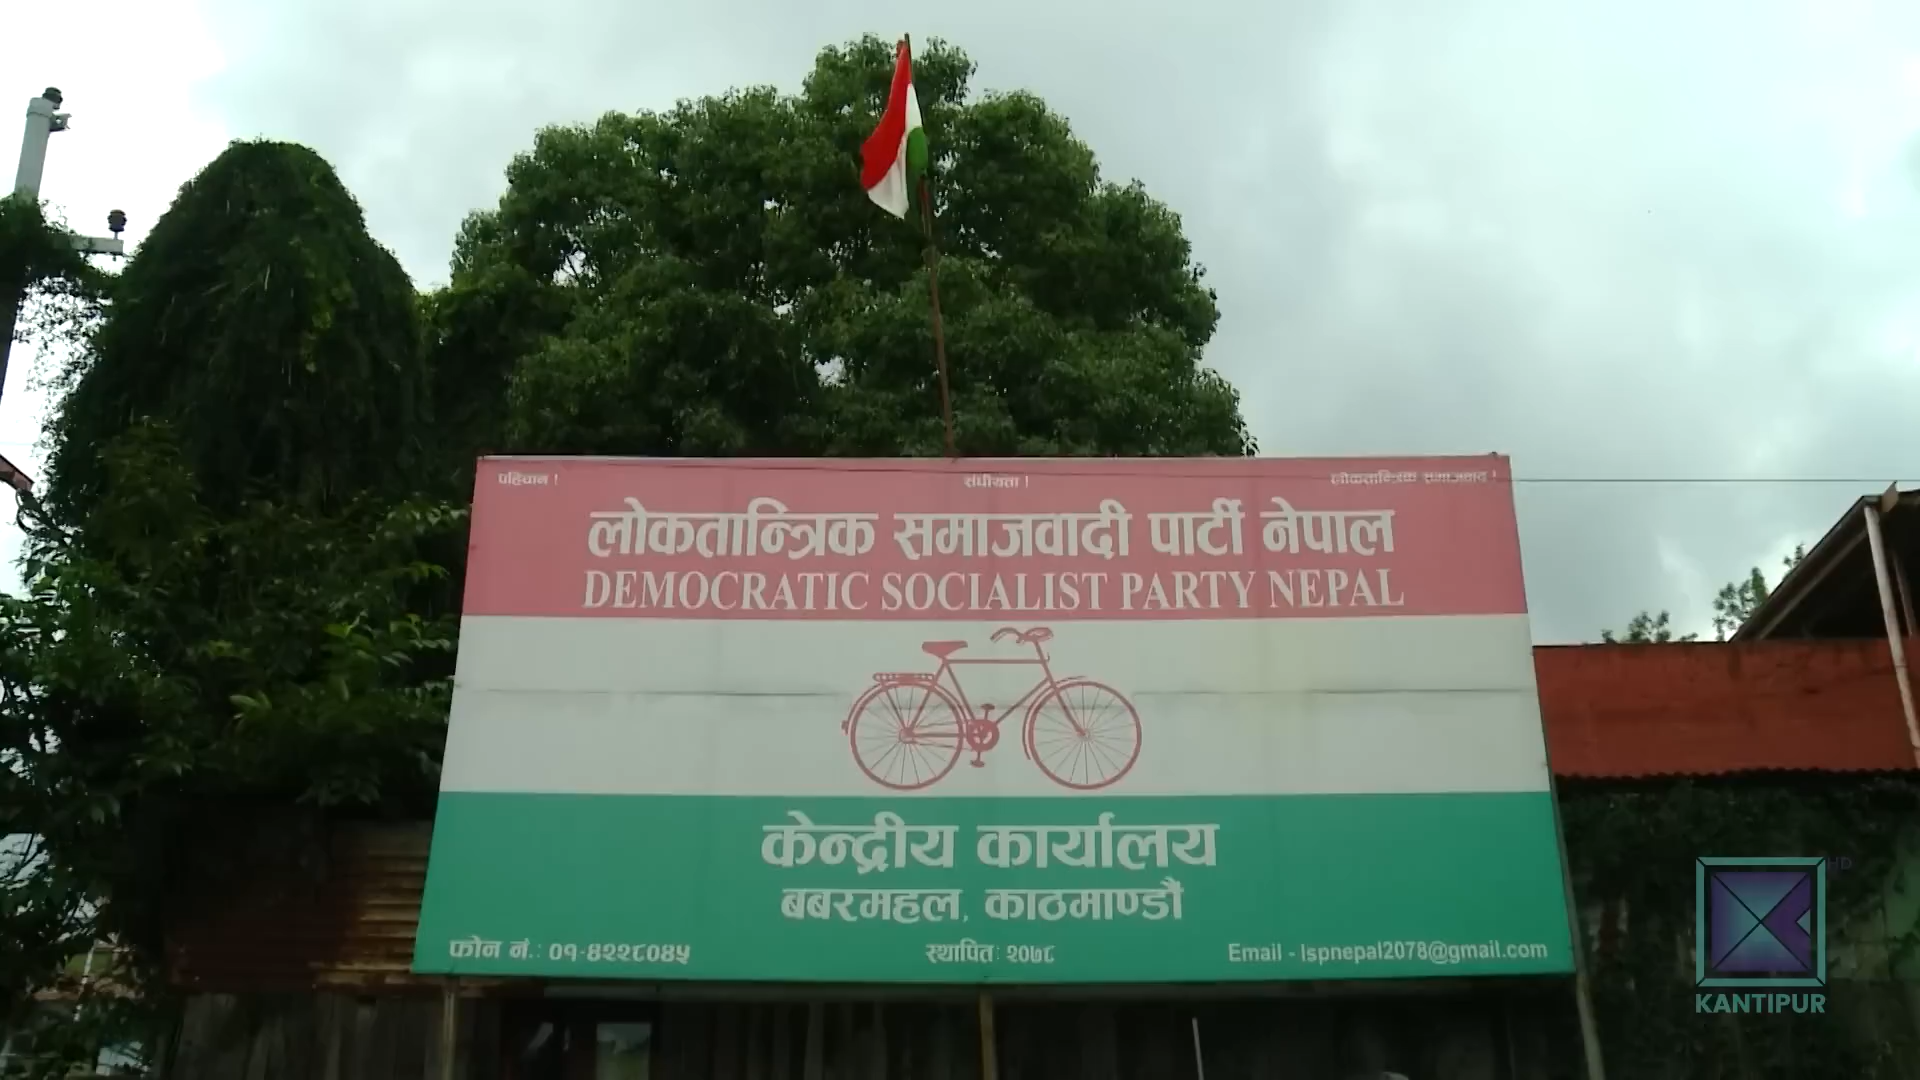 पहिचान ! संघीयता ! लोकतान्त्रिक समाजवाद !
लोकतान्त्रिक समाजवादी पार्टी नेपाल
DEMOCRATIC SOCIALIST PARTY NEPAL
केन्द्रीय कार्यालय
बबरमहल, काठमाण्डौं
फोन नं.: ०१-४२२८०४५ स्थापित: २०७८ Email - lspnepal2078@gmail.com
HD
KANTIPUR